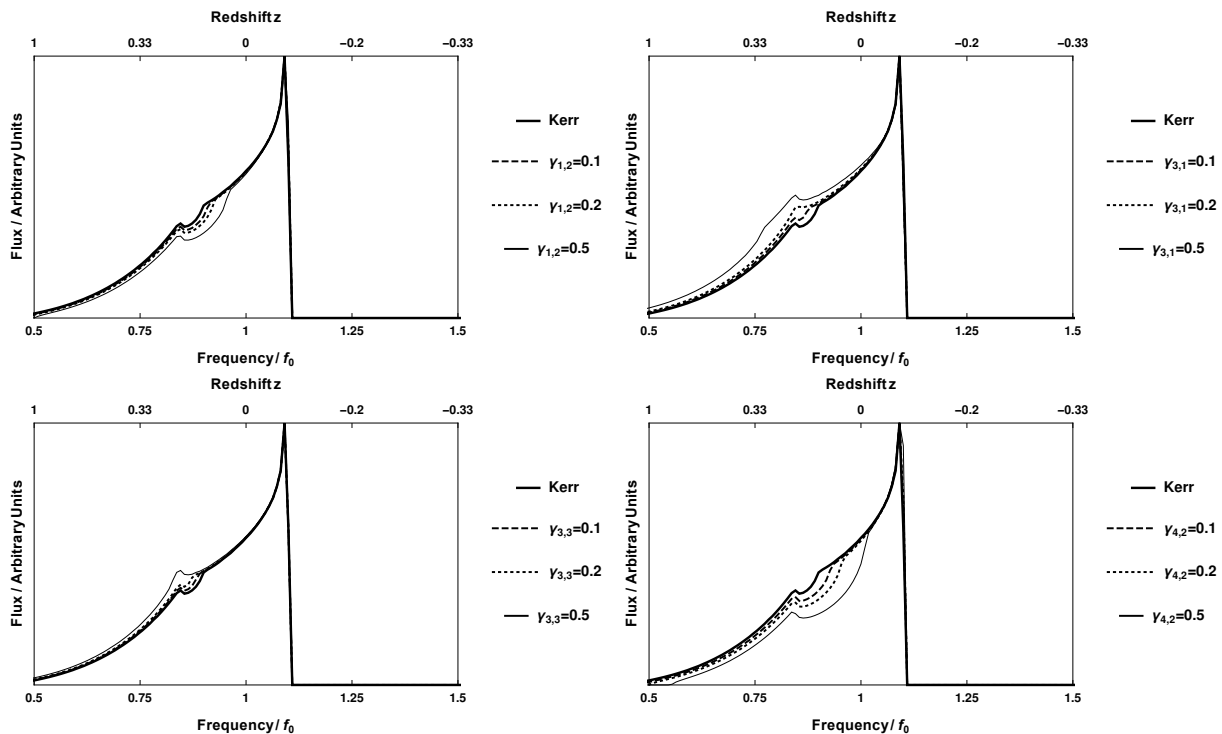 Redshift z
1 0.33 0 −0.2 −0.33
Flux / Arbitrary Units
Kerr
γ1,2=0.1
γ1,2=0.2
γ1,2=0.5
0.5 0.75 1 1.25 1.5
Frequency/ f0
Redshift z
1 0.33 0 −0.2 −0.33
Flux / Arbitrary Units
Kerr
γ3,1=0.1
γ3,1=0.2
γ3,1=0.5
0.5 0.75 1 1.25 1.5
Frequency/ f0
Redshift z
1 0.33 0 −0.2 −0.33
Flux / Arbitrary Units
Kerr
γ3,3=0.1
γ3,3=0.2
γ3,3=0.5
0.5 0.75 1 1.25 1.5
Frequency/ f0
Redshift z
1 0.33 0 −0.2 −0.33
Flux / Arbitrary Units
Kerr
γ4,2=0.1
γ4,2=0.2
γ4,2=0.5
0.5 0.75 1 1.25 1.5
Frequency/ f0